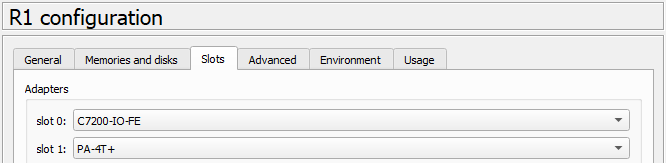 R1 configuration
General Memories and disks Slots Advanced Environment Usage
Adapters
slot 0: C7200-IO-FE
slot 1: PA-4T+